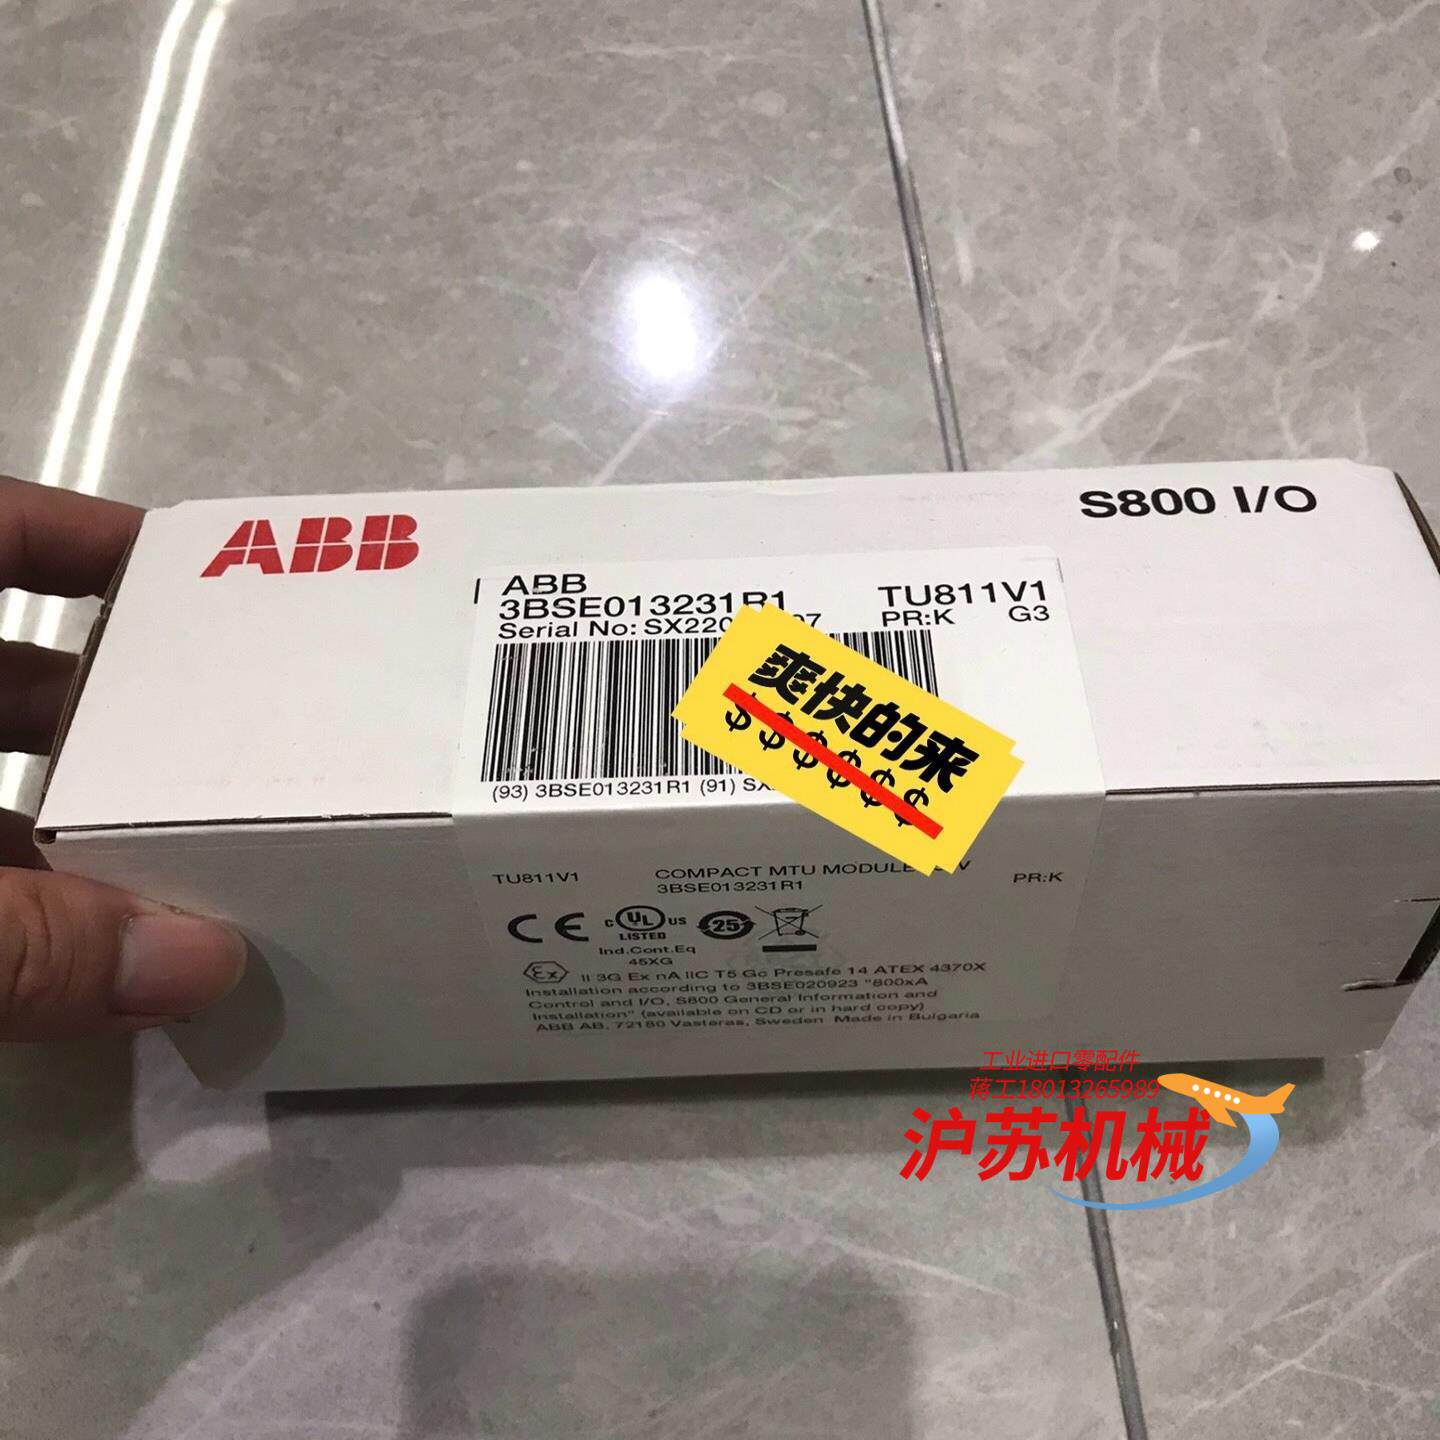 ABB
S800 I/O
ABB
3BSE013231R1
TU811V1
Serial No: SX220 07
PR:K G3
爽快的来
$ $ $ $ $ $
(93) 3BSE013231R1 (91)
TU811V1
COMPACT MTU MODULE
PR:K
3BSE013231R1
CE
C UL US
LISTED
25
Ind.Cont.Eq
45XG
Ex II 3G Ex nA IIC T5 Gc Presafe 14 ATEX 4370X
Installation according to 3BSE020923 "800xA
Control and I/O, S800 General Information and
Installation" (available on CD or in hard copy)
ABB AB, 72180 Vasteras, Sweden Made in Bulgaria
工业进口零配件
蒋工18013265989
沪苏机械